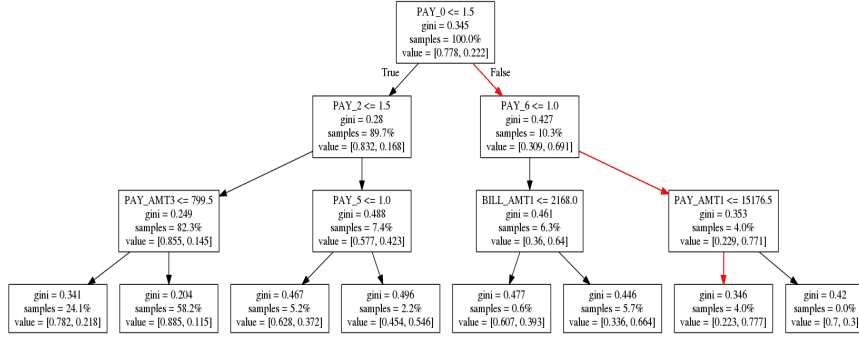 PAY_0 <= 1.5
gini = 0.345
samples = 100.0%
value = [0.778, 0.222]
True
False
PAY_2 <= 1.5
gini = 0.28
samples = 89.7%
value = [0.832, 0.168]
PAY_6 <= 1.0
gini = 0.427
samples = 10.3%
value = [0.309, 0.691]
PAY_AMT3 <= 799.5
gini = 0.249
samples = 82.3%
value = [0.855, 0.145]
PAY_5 <= 1.0
gini = 0.488
samples = 7.4%
value = [0.577, 0.423]
BILL_AMT1 <= 2168.0
gini = 0.461
samples = 6.3%
value = [0.36, 0.64]
PAY_AMT1 <= 15176.5
gini = 0.353
samples = 4.0%
value = [0.229, 0.771]
gini = 0.341
samples = 24.1%
value = [0.782, 0.218]
gini = 0.204
samples = 58.2%
value = [0.885, 0.115]
gini = 0.467
samples = 5.2%
value = [0.628, 0.372]
gini = 0.496
samples = 2.2%
value = [0.454, 0.546]
gini = 0.477
samples = 0.6%
value = [0.607, 0.393]
gini = 0.446
samples = 5.7%
value = [0.336, 0.664]
gini = 0.346
samples = 4.0%
value = [0.223, 0.777]
gini = 0.42
samples = 0.0%
value = [0.7, 0.3]